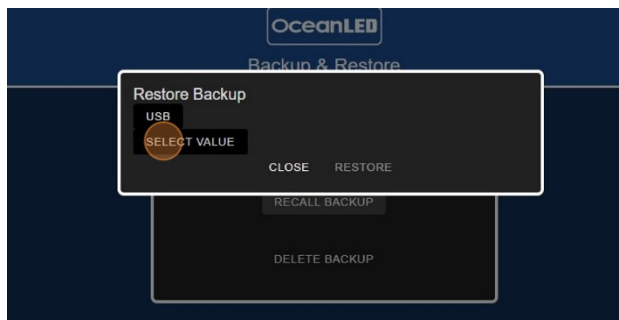 OceanLED
Backup & Restore
Restore Backup
USB
SELECT VALUE
CLOSE RESTORE
RECALL BACKUP
DELETE BACKUP